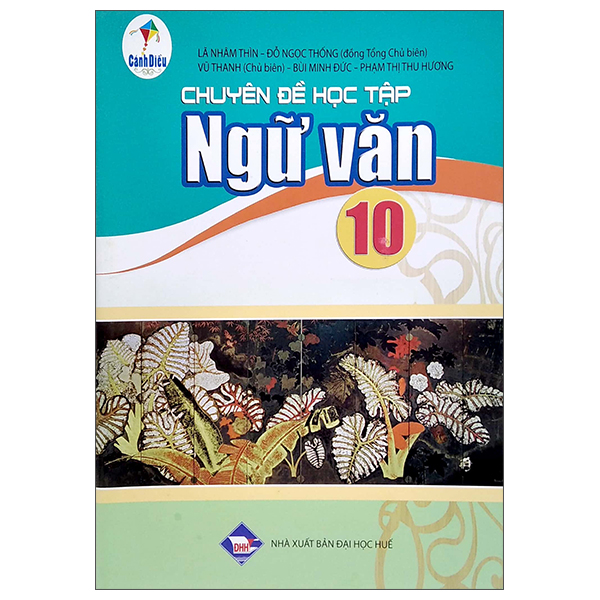 Cánh Diều
LÃ NHÂM THÌN – ĐỖ NGỌC THỐNG (đồng Tổng Chủ biên)
VŨ THANH (Chủ biên) – BÙI MINH ĐỨC – PHẠM THỊ THU HƯƠNG
CHUYÊN ĐỀ HỌC TẬP
Ngữ văn
10
ĐHH
NHÀ XUẤT BẢN ĐẠI HỌC HUẾ